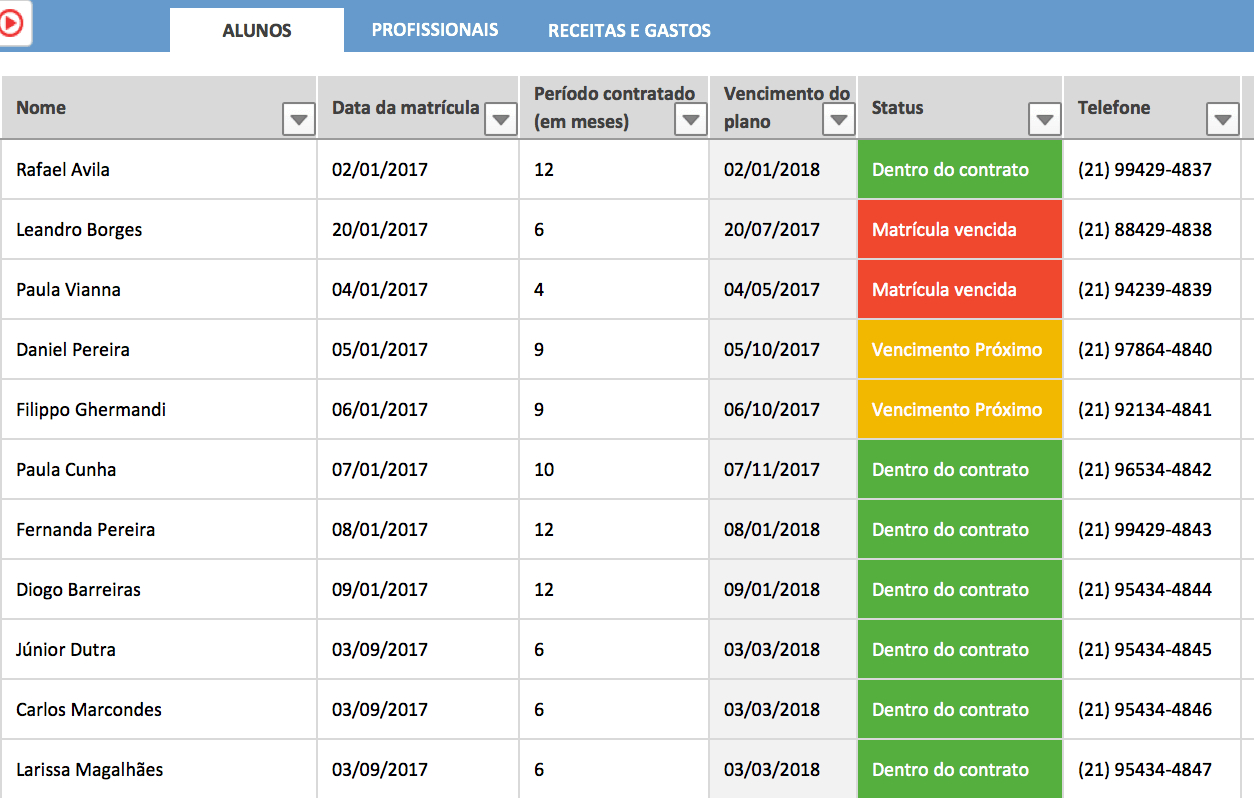 ALUNOS PROFISSIONAIS RECEITAS E GASTOS
Nome Data da matrícula Período contratado (em meses) Vencimento do plano Status Telefone
Rafael Avila 02/01/2017 12 02/01/2018 Dentro do contrato (21) 99429-4837
Leandro Borges 20/01/2017 6 20/07/2017 Matrícula vencida (21) 88429-4838
Paula Vianna 04/01/2017 4 04/05/2017 Matrícula vencida (21) 94239-4839
Daniel Pereira 05/01/2017 9 05/10/2017 Vencimento Próximo (21) 97864-4840
Filippo Ghermandi 06/01/2017 9 06/10/2017 Vencimento Próximo (21) 92134-4841
Paula Cunha 07/01/2017 10 07/11/2017 Dentro do contrato (21) 96534-4842
Fernanda Pereira 08/01/2017 12 08/01/2018 Dentro do contrato (21) 99429-4843
Diogo Barreiras 09/01/2017 12 09/01/2018 Dentro do contrato (21) 95434-4844
Júnior Dutra 03/09/2017 6 03/03/2018 Dentro do contrato (21) 95434-4845
Carlos Marcondes 03/09/2017 6 03/03/2018 Dentro do contrato (21) 95434-4846
Larissa Magalhães 03/09/2017 6 03/03/2018 Dentro do contrato (21) 95434-4847